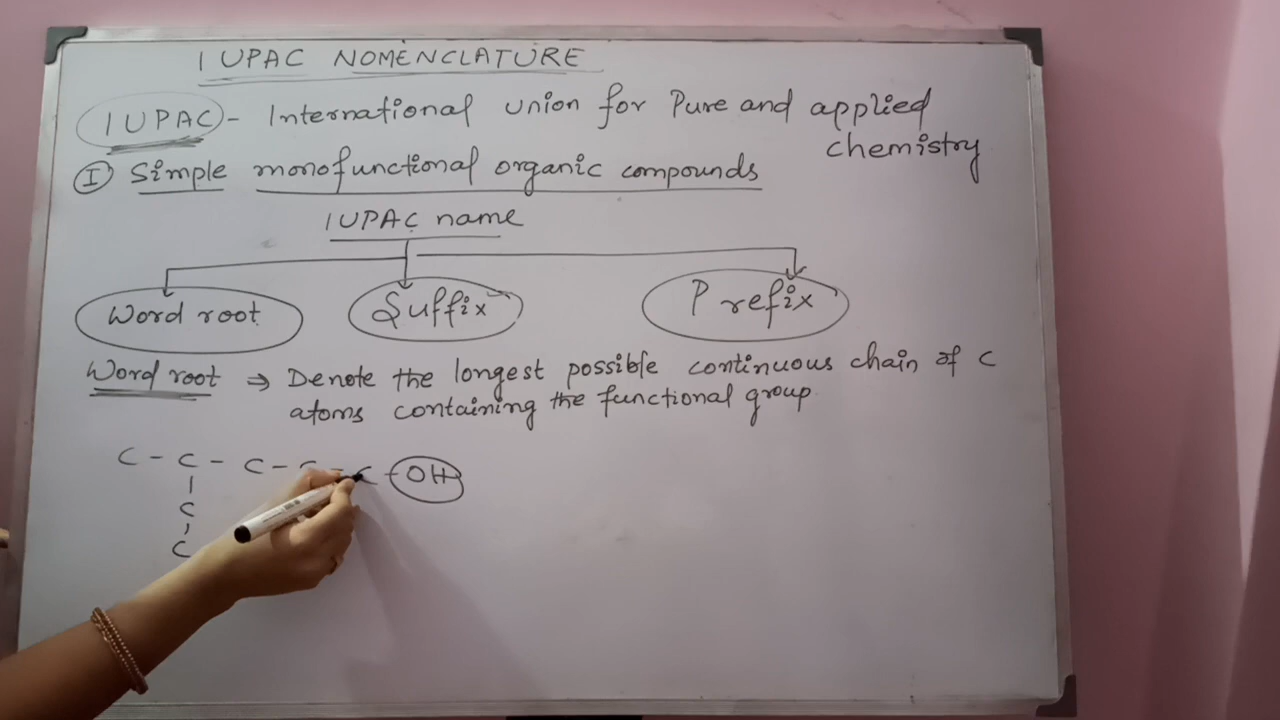 IUPAC NOMENCLATURE
IUPAC - International union for Pure and applied
chemistry
I Simple monofunctional organic compounds
IUPAC name
Word root Suffix Prefix
Word root ⇒ Denote the longest possible continuous chain of C
atoms containing the functional group
C - C - C - C - C - OH
C
C